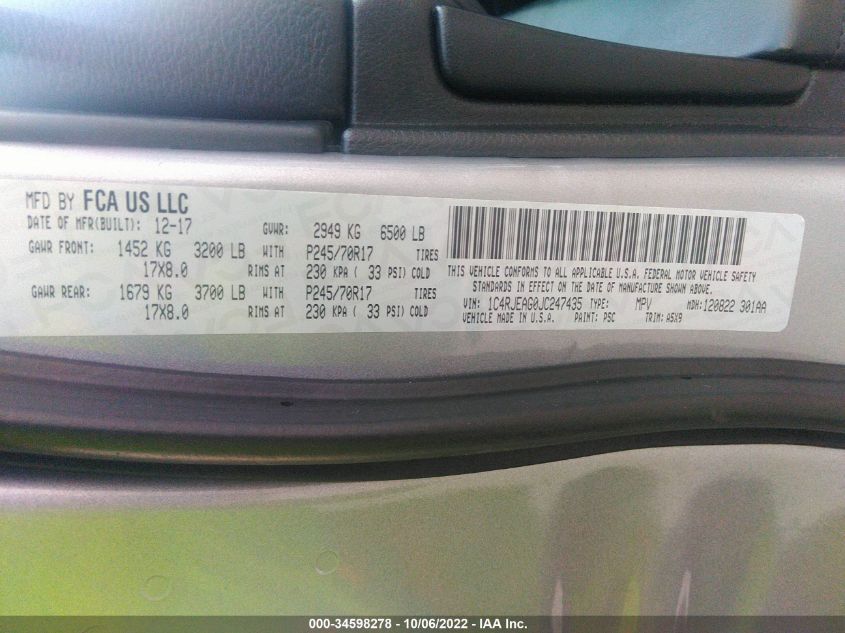 MFD BY FCA US LLC
DATE OF MFR(BUILT): 12-17 GVWR: 2949 KG 6500 LB
GAWR FRONT: 1452 KG 3200 LB WITH P245/70R17 TIRES
17X8.0 RIMS AT 230 KPA ( 33 PSI) COLD
GAWR REAR: 1679 KG 3700 LB WITH P245/70R17 TIRES
17X8.0 RIMS AT 230 KPA ( 33 PSI) COLD
THIS VEHICLE CONFORMS TO ALL APPLICABLE U.S.A. FEDERAL MOTOR VEHICLE SAFETY
STANDARDS IN EFFECT ON THE DATE OF MANUFACTURE SHOWN ABOVE.
VIN: 1C4RJEAG0JC247435 TYPE: MPV MDH:120822 301AA
VEHICLE MADE IN U.S.A. PAINT: PSC TRIM: A5X9
000-34598278 - 10/06/2022 - IAA Inc.